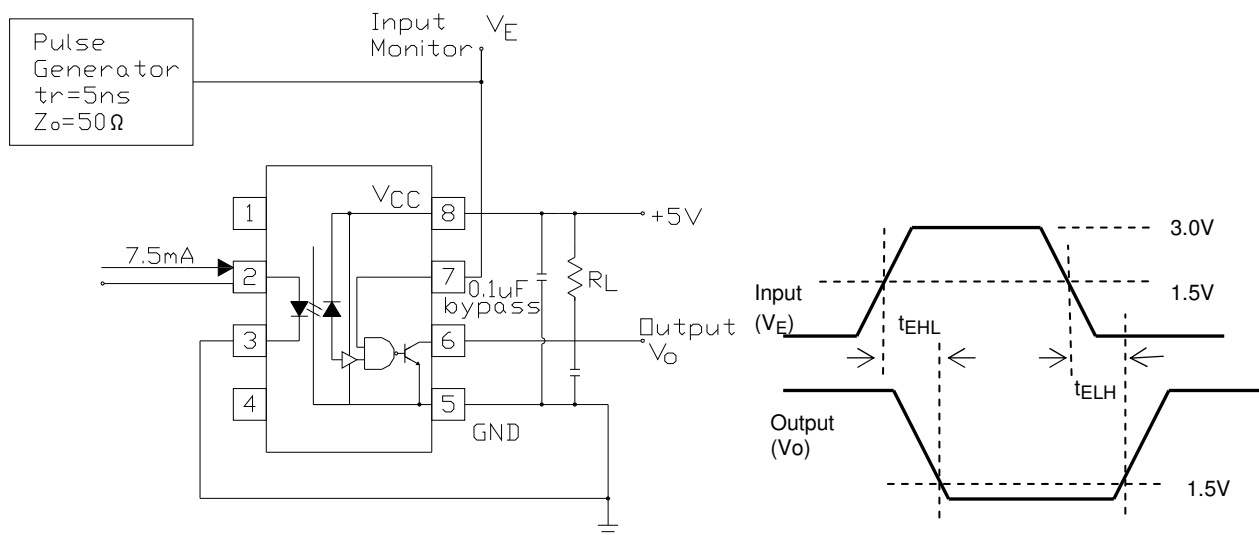 Pulse
Generator
tr=5ns
Zo=50Ω
Input
Monitor
VE
1
2
3
4
VCC
8
7
6
5
7.5mA
+5V
0.1uF
bypass
RL
Output
Vo
GND
Input
(VE)
3.0V
1.5V
tEHL
tELH
Output
(Vo)
1.5V